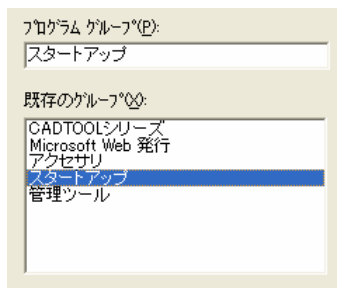 ﾌﾟﾛｸﾞﾗﾑ ｸﾞﾙｰﾌﾟ(P):
スタートアップ
既存のｸﾞﾙｰﾌﾟ(X):
CADTOOLシリーズ
Microsoft Web 発行
アクセサリ
スタートアップ
管理ツール